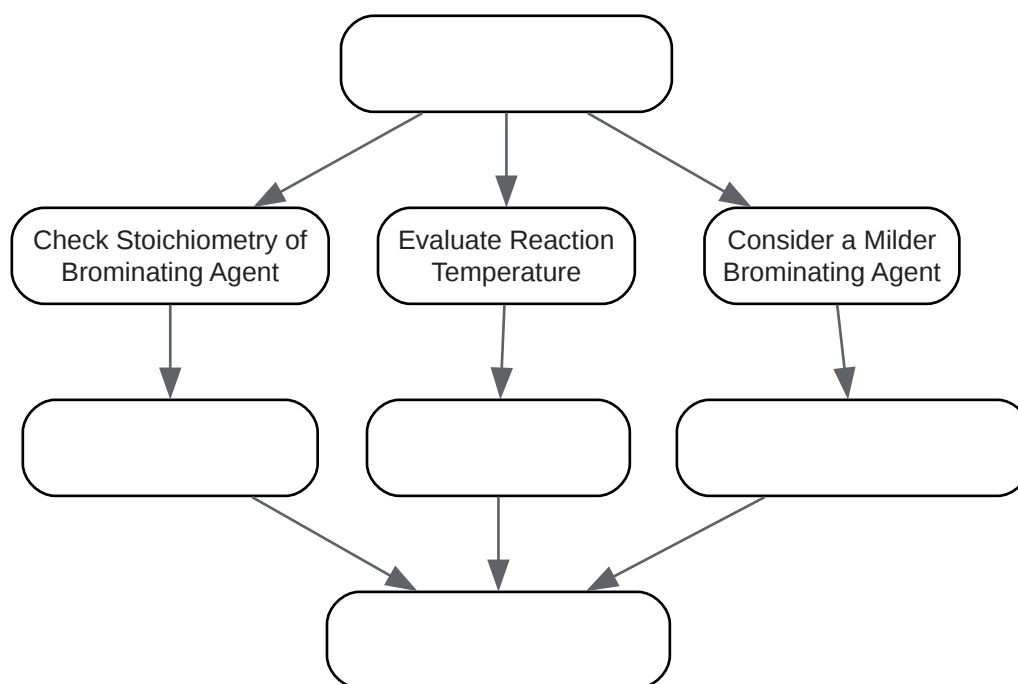 Check Stoichiometry of
Brominating Agent
Evaluate Reaction
Temperature
Consider a Milder
Brominating Agent